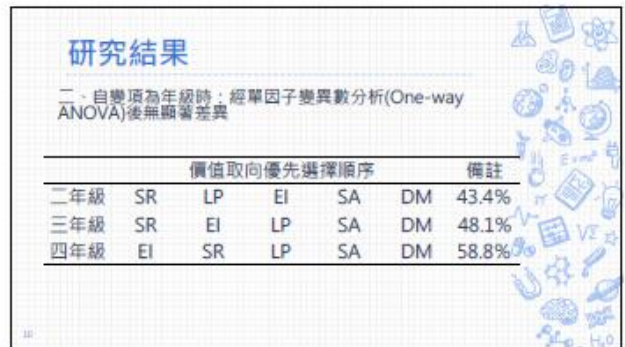 研究結果
二、自變項為年級時：經單因子變異數分析(One-way
ANOVA)後無顯著差異
價值取向優先選擇順序 備註
二年級 SR LP EI SA DM 43.4%
三年級 SR EI LP SA DM 48.1%
四年級 EI SR LP SA DM 58.8%
10